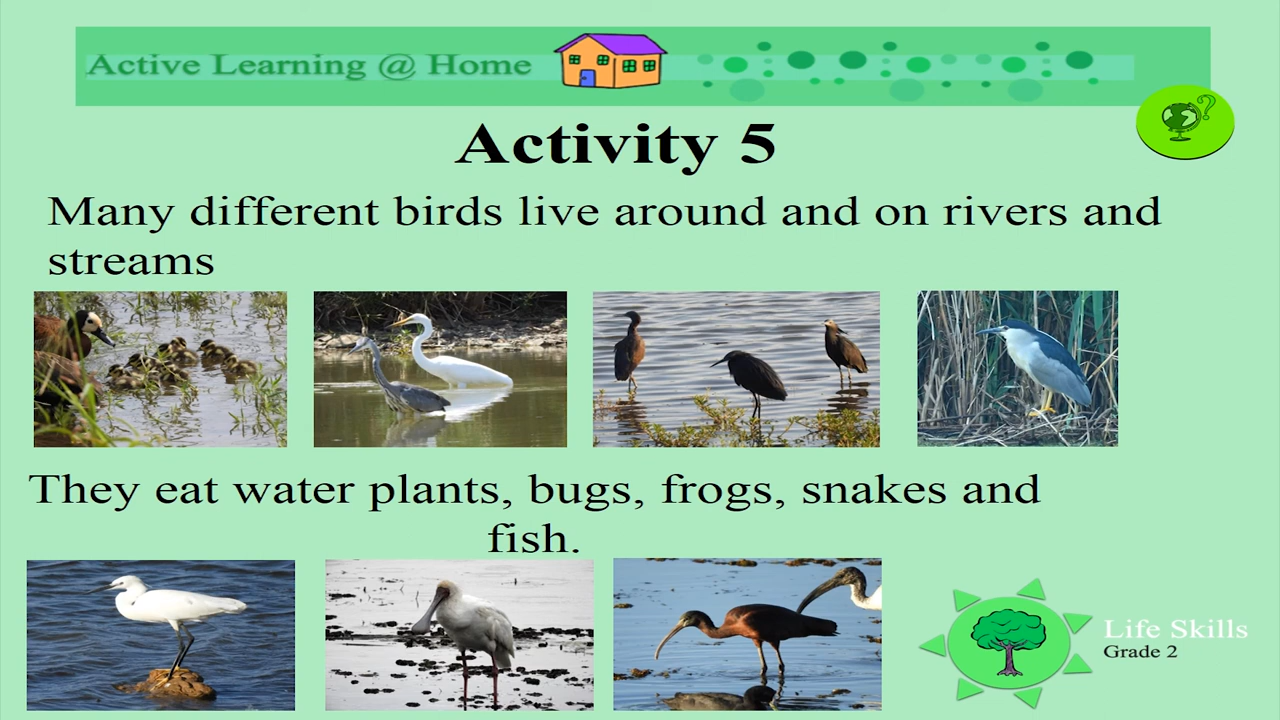 Active Learning @ Home
Activity 5
Many different birds live around and on rivers and
streams
They eat water plants, bugs, frogs, snakes and
fish.
Life Skills
Grade 2